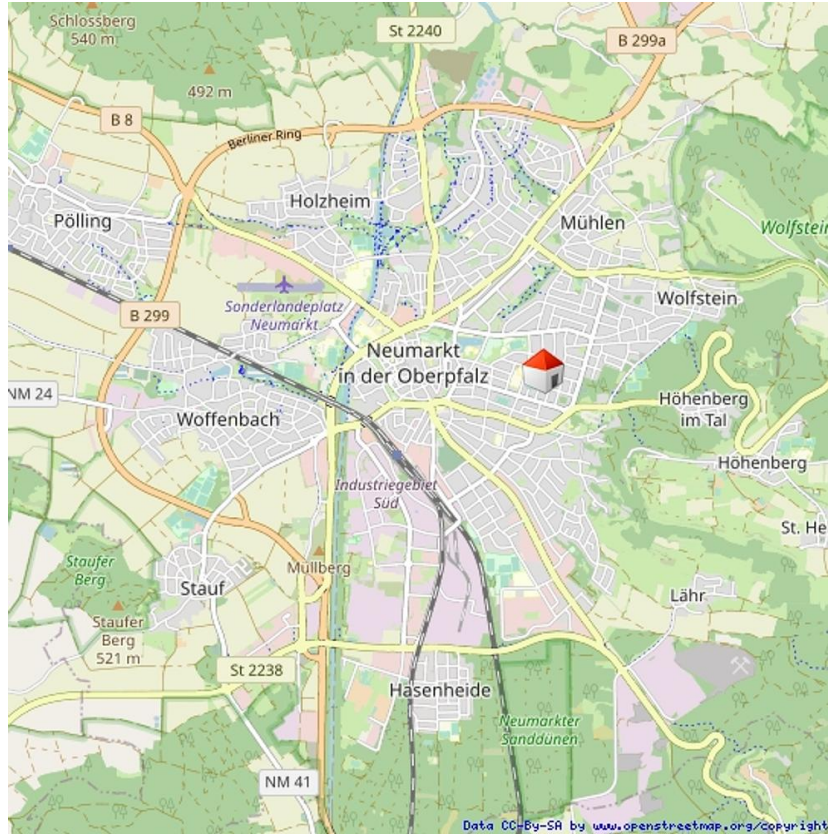 Schlossberg
540 m
St 2240
B 299a
492 m
B 8
Berliner Ring
Holzheim
Pölling
Mühlen
Wolfstein
Sonderlandeplatz
Neumarkt
Wolfstein
B 299
Neumarkt
in der Oberpfalz
NM 24
Woffenbach
Höhenberg
im Tal
Höhenberg
Industriegebiet
Süd
St. He
Staufer
Berg
Müllberg
Stauf
Lähr
Staufer
Berg
521 m
St 2238
Hasenheide
Neumarkter
Sanddünen
NM 41
Data CC-By-SA by www.openstreetmap.org/copyright